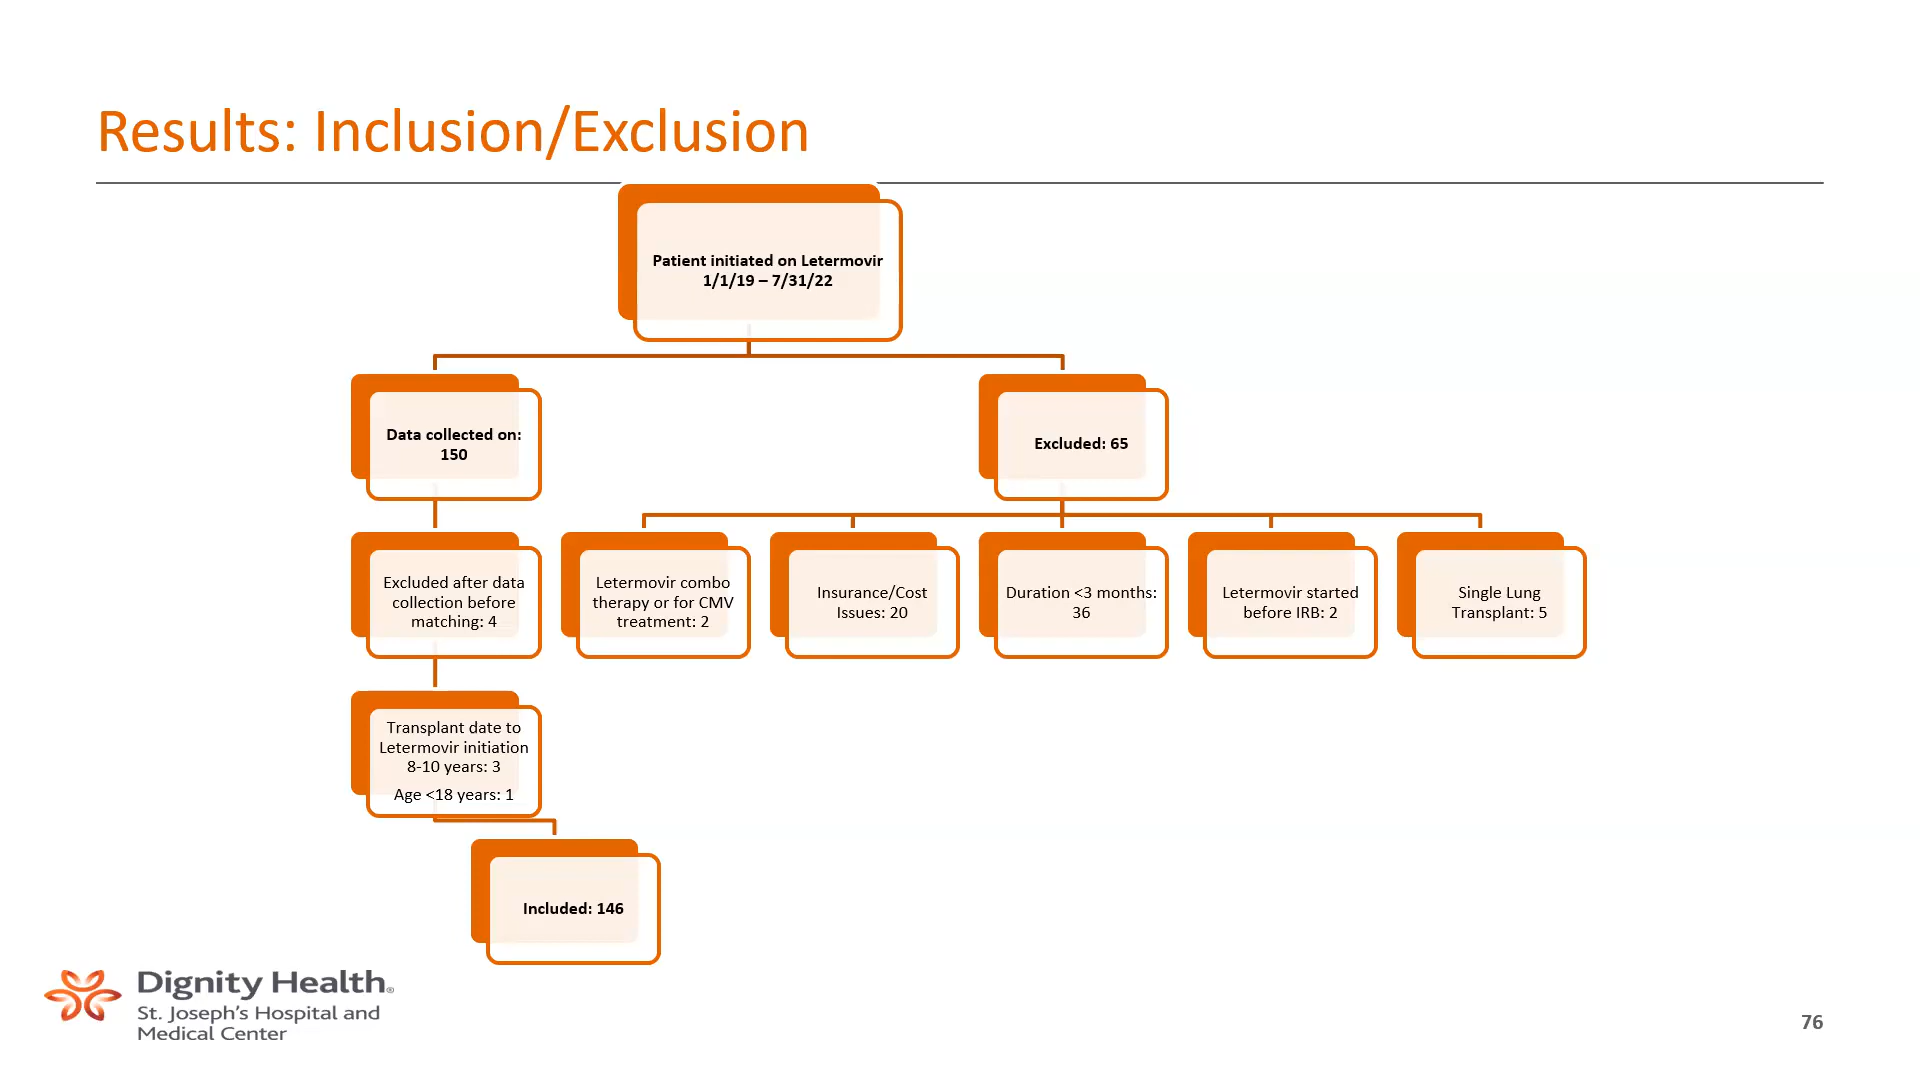 Results: Inclusion/Exclusion
Patient initiated on Letermovir
1/1/19 – 7/31/22
Data collected on:
150
Excluded: 65
Excluded after data
collection before
matching: 4
Letermovir combo
therapy or for CMV
treatment: 2
Insurance/Cost
Issues: 20
Duration <3 months:
36
Letermovir started
before IRB: 2
Single Lung
Transplant: 5
Transplant date to
Letermovir initiation
8-10 years: 3
Age <18 years: 1
Included: 146
Dignity Health®
St. Joseph's Hospital and
Medical Center
76